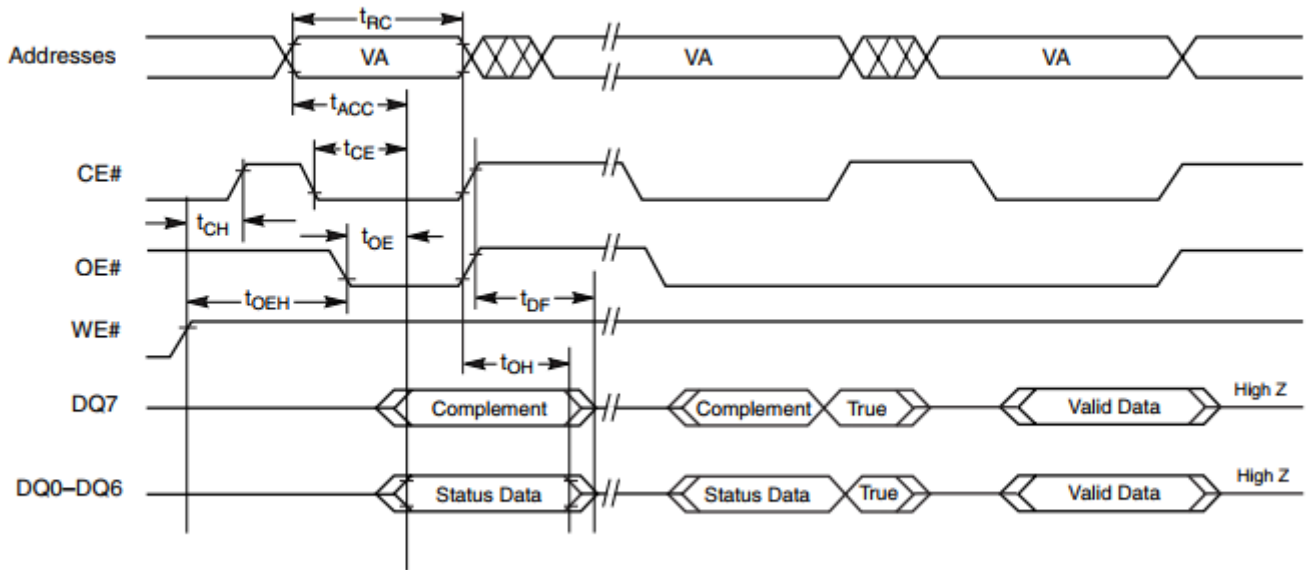 tRC
Addresses VA VA VA
tACC
tCE
CE#
tCH
tOE
OE#
tOEH
tDF
WE#
tOH
DQ7 Complement Complement True Valid Data High Z
DQ0–DQ6 Status Data Status Data True Valid Data High Z